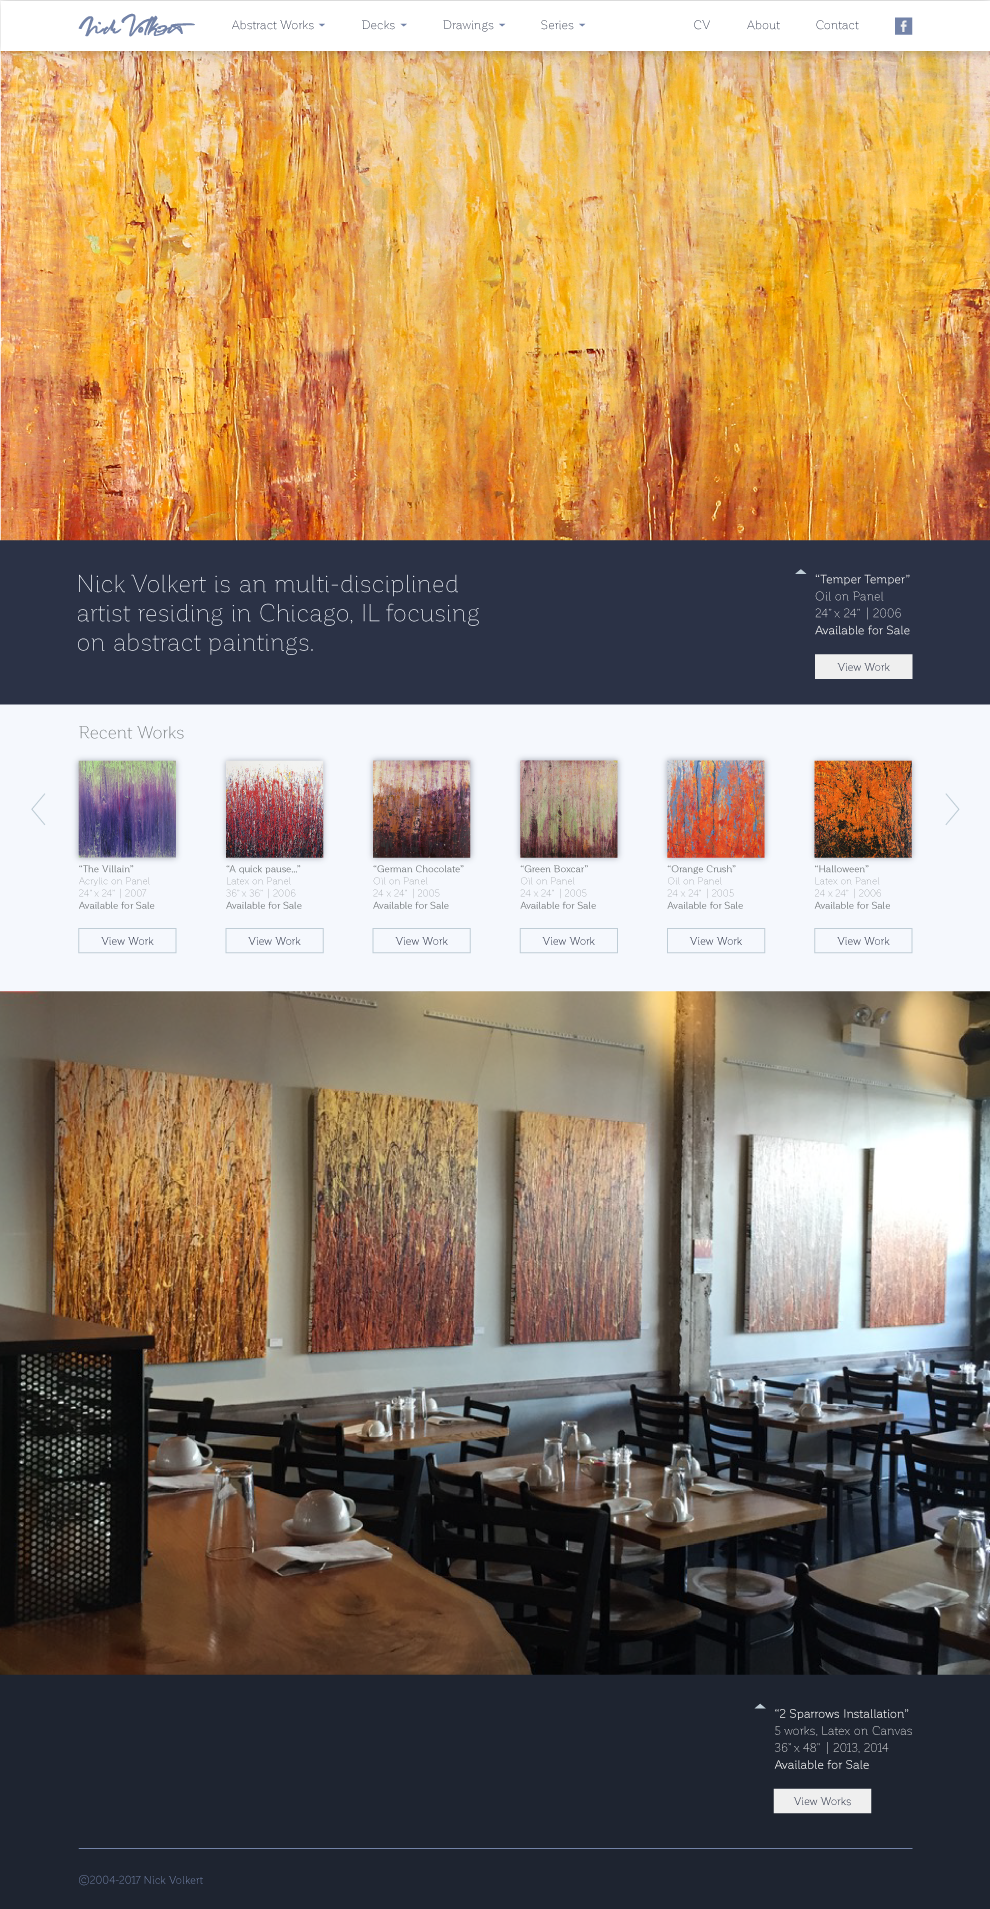 Nick Volkert
Abstract Works
Decks
Drawings
Series
CV
About
Contact
f
Nick Volkert is an multi-disciplined
artist residing in Chicago, IL focusing
on abstract paintings.
“Temper Temper”
Oil on Panel
24" x 24" | 2006
Available for Sale
View Work
Recent Works
“The Villain”
Acrylic on Panel
24" x 24" | 2007
Available for Sale
View Work
“A quick pause...”
Latex on Panel
36" x 36" | 2006
Available for Sale
View Work
“German Chocolate”
Oil on Panel
24 x 24" | 2005
Available for Sale
View Work
“Green Boxcar”
Oil on Panel
24 x 24" | 2005
Available for Sale
View Work
“Orange Crush”
Oil on Panel
24 x 24" | 2005
Available for Sale
View Work
“Halloween”
Latex on Panel
24 x 24" | 2006
Available for Sale
View Work
“2 Sparrows Installation”
5 works, Latex on Canvas
36" x 48" | 2013, 2014
Available for Sale
View Works
©2004-2017 Nick Volkert